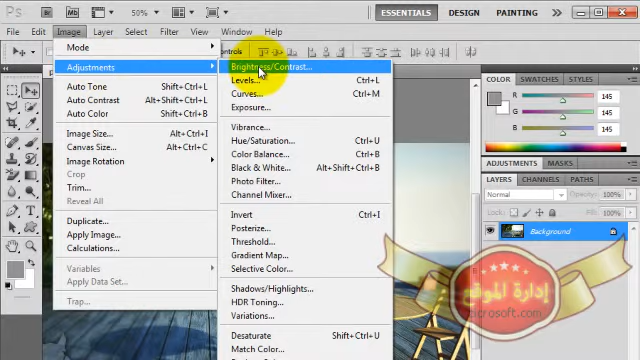 Ps Br Mb 50% ESSENTIALS DESIGN PAINTING
File Edit Image Layer Select Filter View Window Help
Mode
Adjustments
Auto Tone Shift+Ctrl+L
Auto Contrast Alt+Shift+Ctrl+L
Auto Color Shift+Ctrl+B
Image Size... Alt+Ctrl+I
Canvas Size... Alt+Ctrl+C
Image Rotation
Crop
Trim...
Reveal All
Duplicate...
Apply Image...
Calculations...
Variables
Apply Data Set...
Trap...
Brightness/Contrast...
Levels... Ctrl+L
Curves... Ctrl+M
Exposure...
Vibrance...
Hue/Saturation... Ctrl+U
Color Balance... Ctrl+B
Black & White... Alt+Shift+Ctrl+B
Photo Filter...
Channel Mixer...
Invert Ctrl+I
Posterize...
Threshold...
Gradient Map...
Selective Color...
Shadows/Highlights...
HDR Toning...
Variations...
Desaturate Shift+Ctrl+U
Match Color...
COLOR SWATCHES STYLES
R 145
G 145
B 145
ADJUSTMENTS MASKS
LAYERS CHANNELS PATHS
Normal Opacity: 100%
Lock: Fill: 100%
Background
إدارة الموقع